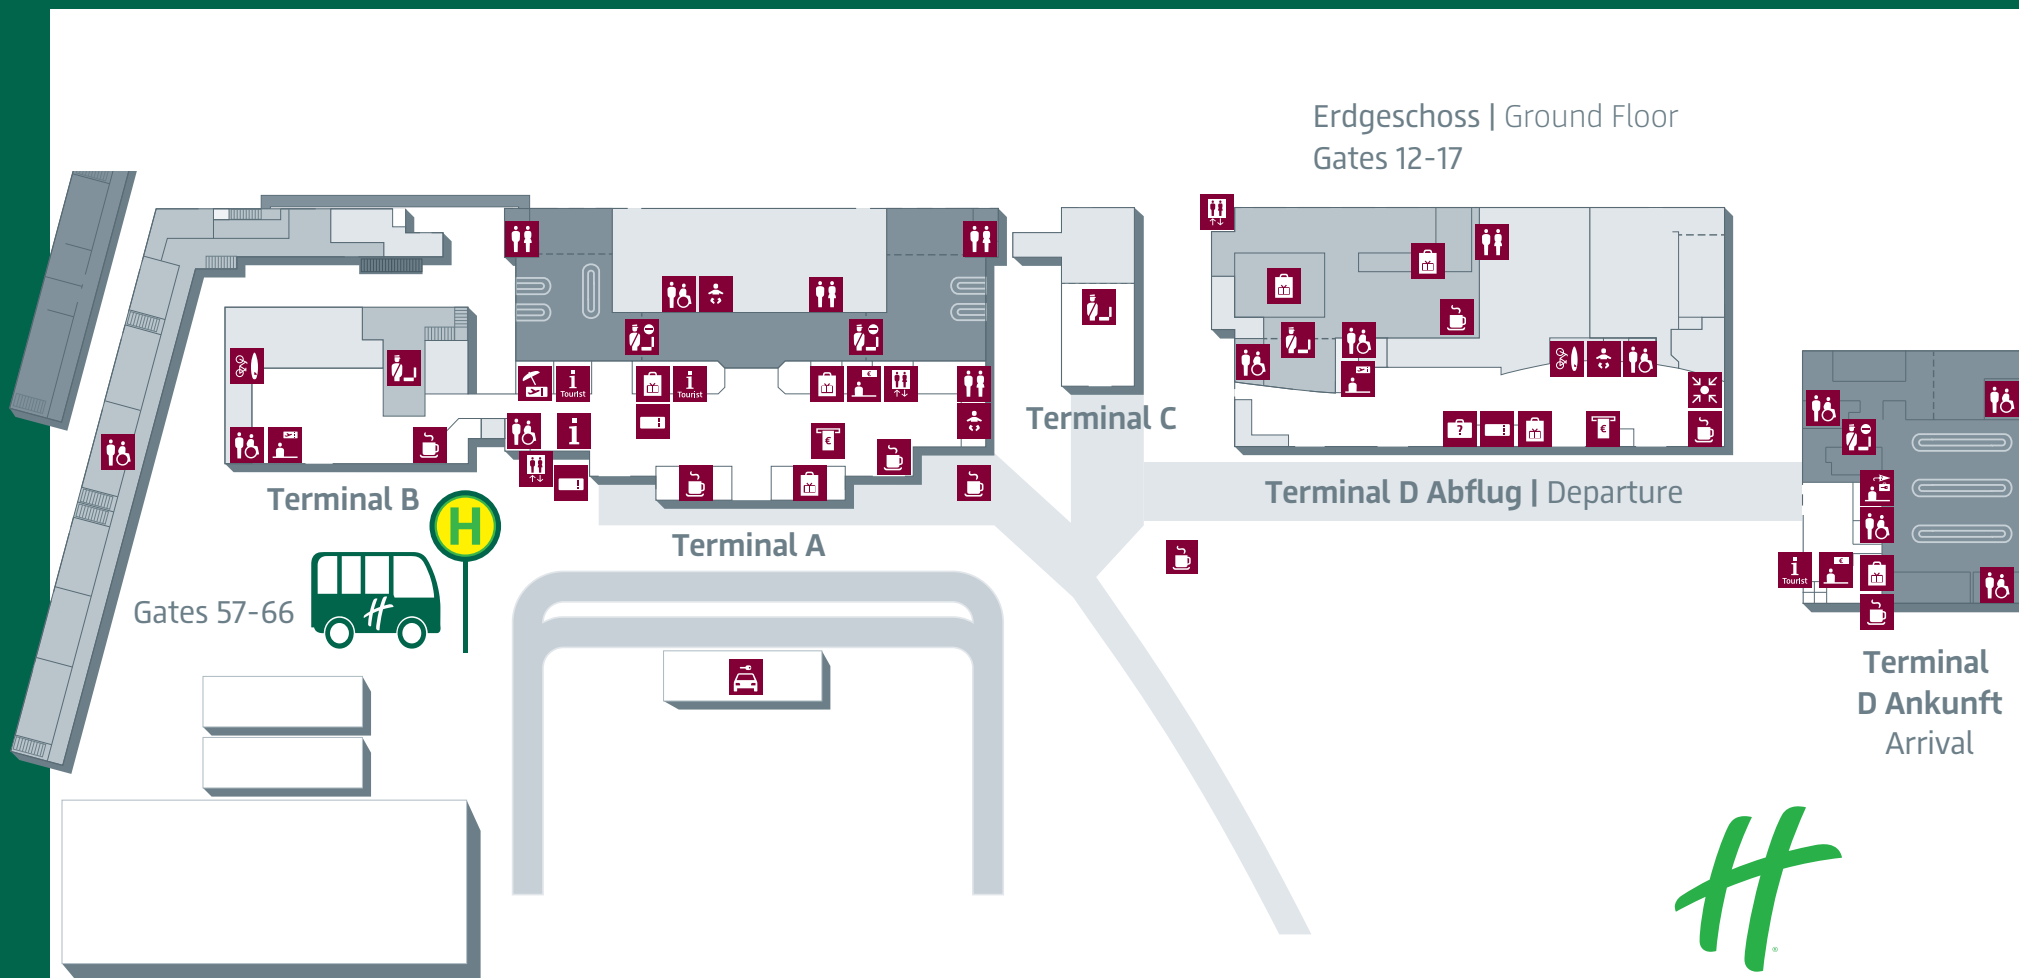 Erdgeschoss | Ground Floor
Gates 12-17
i
Tourist
i
Tourist
i
€
€
€
?
H
Terminal C
Terminal B
Terminal A
Terminal D Abflug | Departure
Gates 57-66
H
i
Tourist
€
Terminal
D Ankunft
Arrival
H
®